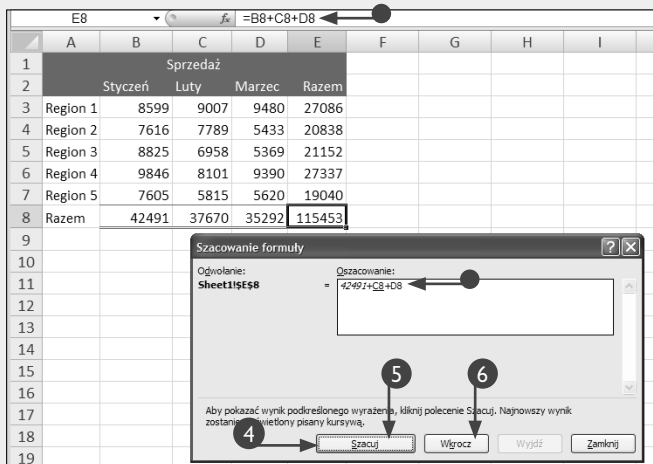 E8 fx =B8+C8+D8
A B C D E F G H I
1 Sprzedaż
2 Styczeń Luty Marzec Razem
3 Region 1 8599 9007 9480 27086
4 Region 2 7616 7789 5433 20838
5 Region 3 8825 6958 5369 21152
6 Region 4 9846 8101 9390 27337
7 Region 5 7605 5815 5620 19040
8 Razem 42491 37670 35292 115453
9
10
11
12
13
14
15
16
17
18
19
Szacowanie formuły
Odwołanie: Oszacowanie:
Sheet1!$E$8 = 42491+C8+D8
5 6
Aby pokazać wynik podkreślonego wyrażenia, kliknij polecenie Szacuj. Najnowszy wynik
pisany kursywą.
4
Szacuj Wkrocz Wyjdź Zamknij